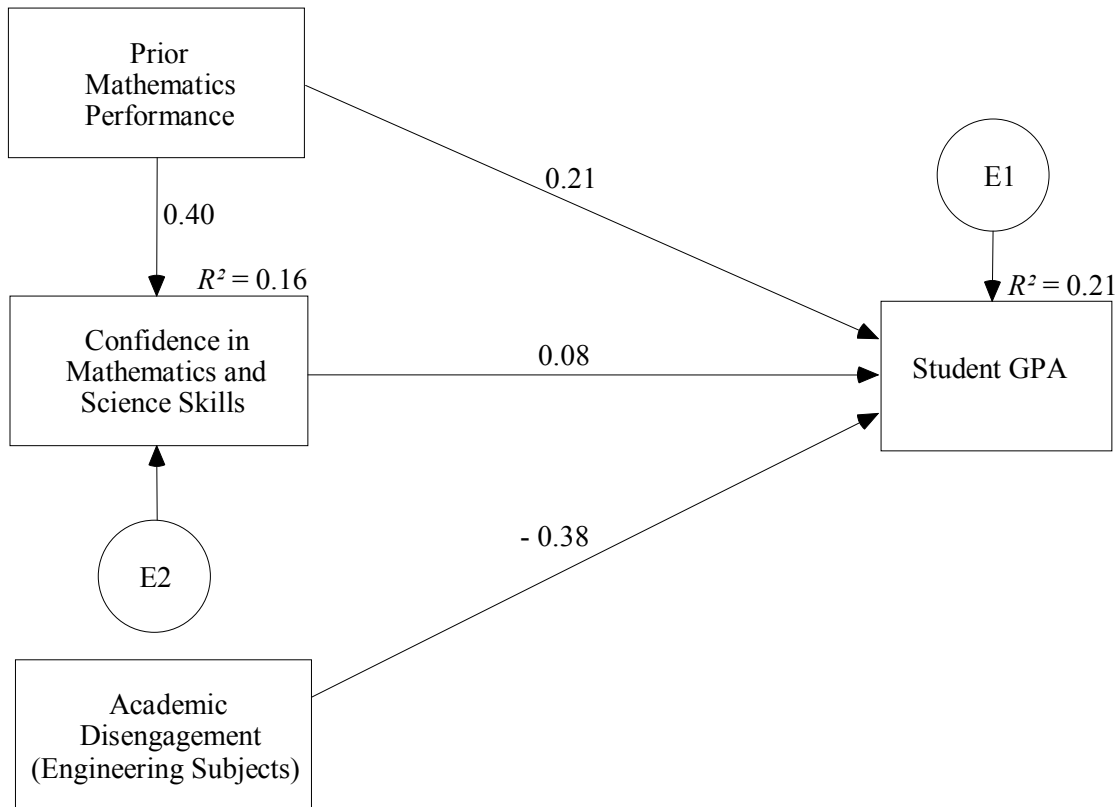 Prior
Mathematics
Performance
0.21
E1
0.40
R² = 0.16
R² = 0.21
Confidence in
Mathematics and
Science Skills
0.08
Student GPA
- 0.38
E2
Academic
Disengagement
(Engineering Subjects)